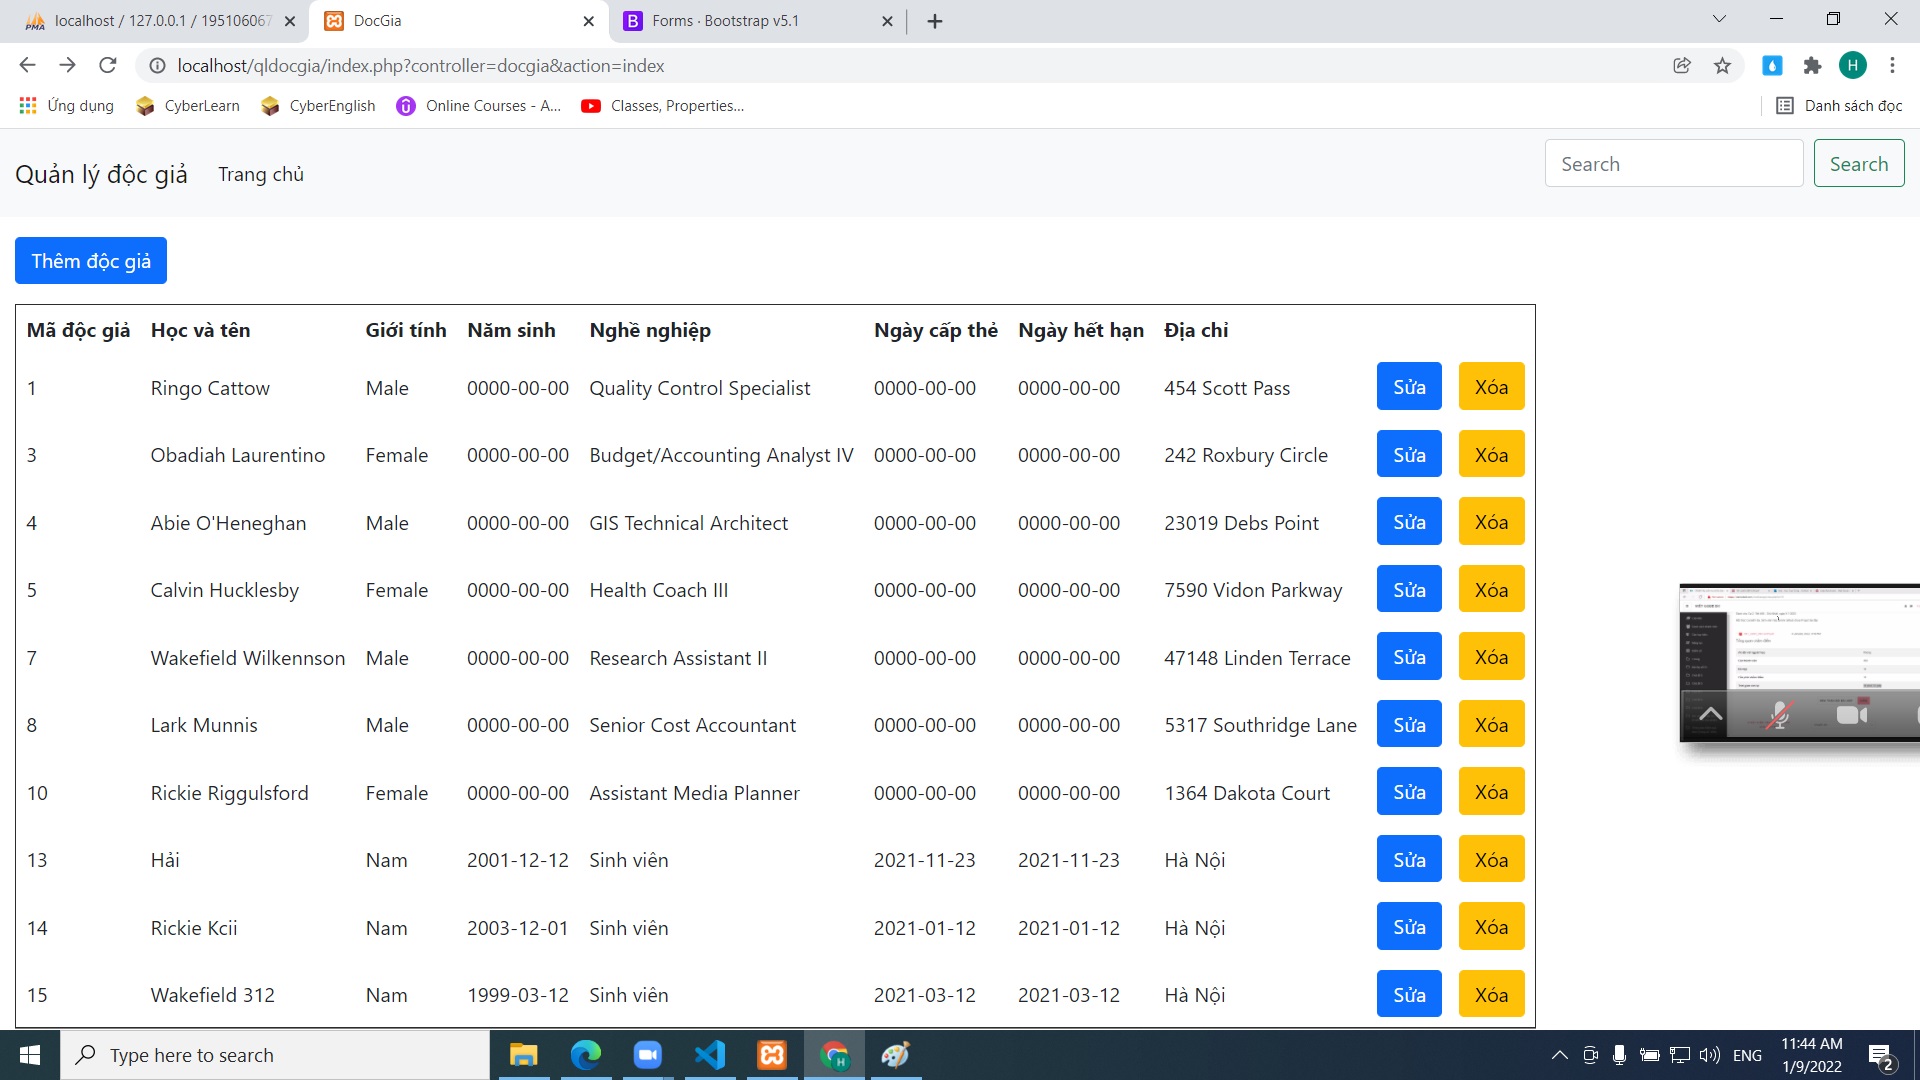 localhost / 127.0.0.1 / 195106067
DocGia
Forms · Bootstrap v5.1
localhost/qldocgia/index.php?controller=docgia&action=index
Ứng dụng
CyberLearn
CyberEnglish
Online Courses - A...
Classes, Properties...
Danh sách đọc
Quản lý độc giả
Trang chủ
Search
Search
Thêm độc giả
Mã độc giả Học và tên Giới tính Năm sinh Nghề nghiệp Ngày cấp thẻ Ngày hết hạn Địa chỉ
1 Ringo Cattow Male 0000-00-00 Quality Control Specialist 0000-00-00 0000-00-00 454 Scott Pass Sửa Xóa
3 Obadiah Laurentino Female 0000-00-00 Budget/Accounting Analyst IV 0000-00-00 0000-00-00 242 Roxbury Circle Sửa Xóa
4 Abie O'Heneghan Male 0000-00-00 GIS Technical Architect 0000-00-00 0000-00-00 23019 Debs Point Sửa Xóa
5 Calvin Hucklesby Female 0000-00-00 Health Coach III 0000-00-00 0000-00-00 7590 Vidon Parkway Sửa Xóa
7 Wakefield Wilkennson Male 0000-00-00 Research Assistant II 0000-00-00 0000-00-00 47148 Linden Terrace Sửa Xóa
8 Lark Munnis Male 0000-00-00 Senior Cost Accountant 0000-00-00 0000-00-00 5317 Southridge Lane Sửa Xóa
10 Rickie Riggulsford Female 0000-00-00 Assistant Media Planner 0000-00-00 0000-00-00 1364 Dakota Court Sửa Xóa
13 Hải Nam 2001-12-12 Sinh viên 2021-11-23 2021-11-23 Hà Nội Sửa Xóa
14 Rickie Kcii Nam 2003-12-01 Sinh viên 2021-01-12 2021-01-12 Hà Nội Sửa Xóa
15 Wakefield 312 Nam 1999-03-12 Sinh viên 2021-03-12 2021-03-12 Hà Nội Sửa Xóa
Type here to search
ENG
11:44 AM
1/9/2022
2